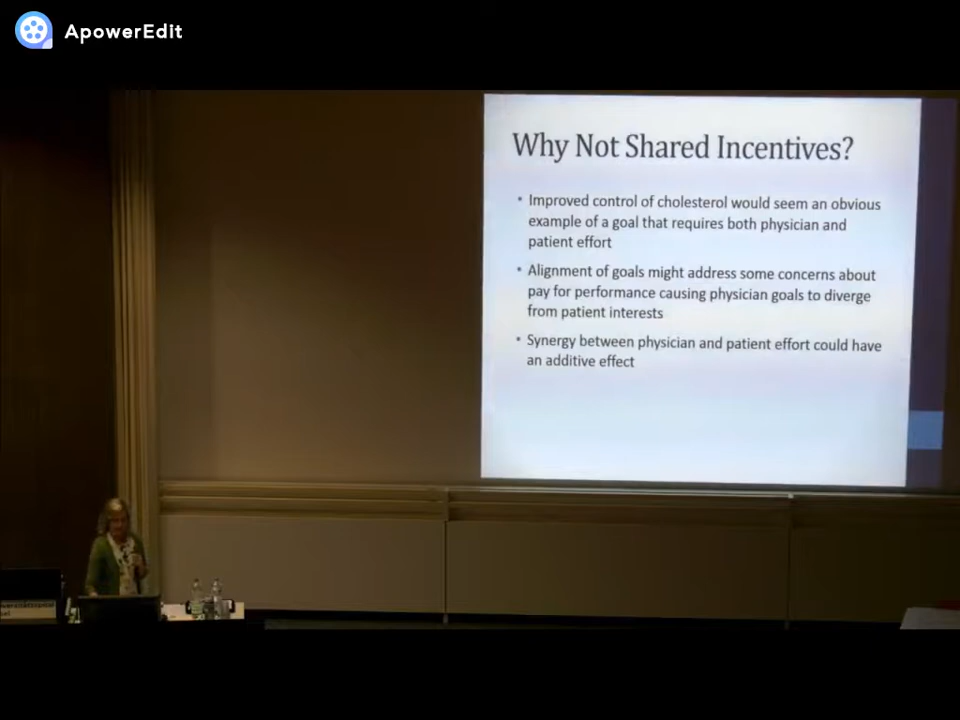 ApowerEdit
Why Not Shared Incentives?
• Improved control of cholesterol would seem an obvious
example of a goal that requires both physician and
patient effort
• Alignment of goals might address some concerns about
pay for performance causing physician goals to diverge
from patient interests
• Synergy between physician and patient effort could have
an additive effect